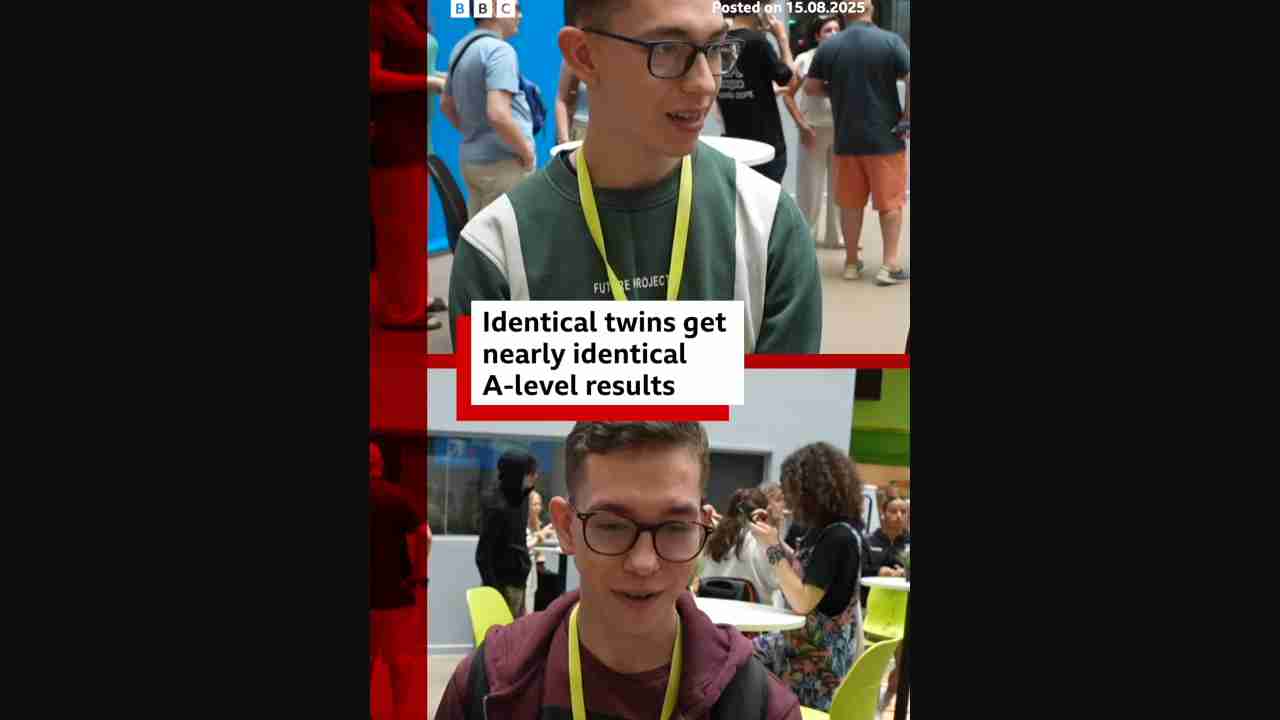 BBC
Posted on 15.08.2025
FUTURE PROJECT
Identical twins get
nearly identical
A-level results